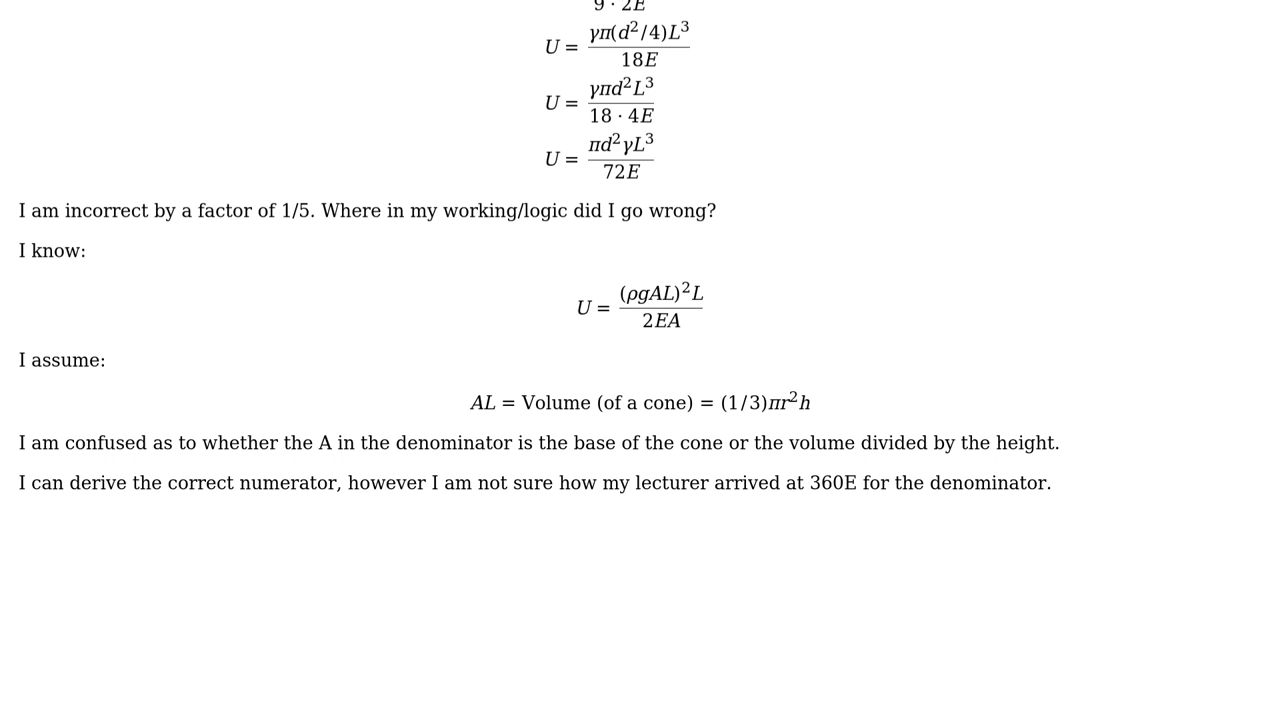 9 · 2E
U = γπ(d²/4)L³ / 18E
U = γπd²L³ / 18 · 4E
U = πd²γL³ / 72E
I am incorrect by a factor of 1/5. Where in my working/logic did I go wrong?
I know:
U = (ρgAL)²L / 2EA
I assume:
AL = Volume (of a cone) = (1/3)πr²h
I am confused as to whether the A in the denominator is the base of the cone or the volume divided by the height.
I can derive the correct numerator, however I am not sure how my lecturer arrived at 360E for the denominator.